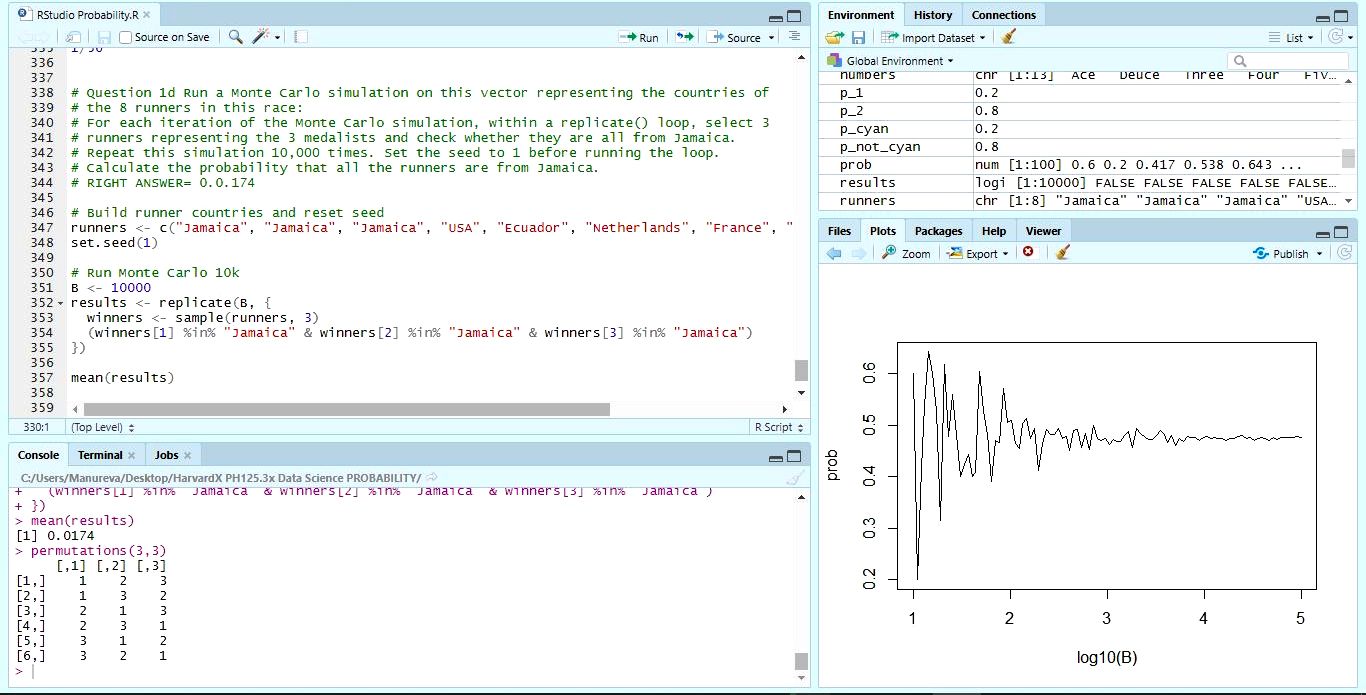 RStudio Probability.R
Source on Save
Run
Source
335 1/56
336
337
338 # Question 1d Run a Monte Carlo simulation on this vector representing the countries of
339 # the 8 runners in this race:
340 # For each iteration of the Monte Carlo simulation, within a replicate() loop, select 3
341 # runners representing the 3 medalists and check whether they are all from Jamaica.
342 # Repeat this simulation 10,000 times. Set the seed to 1 before running the loop.
343 # Calculate the probability that all the runners are from Jamaica.
344 # RIGHT ANSWER= 0.0.174
345
346 # Build runner countries and reset seed
347 runners <- c("Jamaica", "Jamaica", "Jamaica", "USA", "Ecuador", "Netherlands", "France", "
348 set.seed(1)
349
350 # Run Monte Carlo 10k
351 B <- 10000
352 results <- replicate(B, {
353 winners <- sample(runners, 3)
354 (winners[1] %in% "Jamaica" & winners[2] %in% "Jamaica" & winners[3] %in% "Jamaica")
355 })
356
357 mean(results)
358
359
330:1 (Top Level) R Script
Console Terminal Jobs
C:/Users/Manureva/Desktop/HarvardX PH125.3x Data Science PROBABILITY/
+ (winners[1] %in% "Jamaica" & winners[2] %in% "Jamaica" & winners[3] %in% "Jamaica")
+ })
> mean(results)
[1] 0.0174
> permutations(3,3)
[,1] [,2] [,3]
[1,] 1 2 3
[2,] 1 3 2
[3,] 2 1 3
[4,] 2 3 1
[5,] 3 1 2
[6,] 3 2 1
>
Environment History Connections
Import Dataset
List
Global Environment
numbers chr [1:13] "Ace" "Deuce" "Three" "Four" "Fiv…
p_1 0.2
p_2 0.8
p_cyan 0.2
p_not_cyan 0.8
prob num [1:100] 0.6 0.2 0.417 0.538 0.643 ...
results logi [1:10000] FALSE FALSE FALSE FALSE FALSE…
runners chr [1:8] "Jamaica" "Jamaica" "Jamaica" "USA…
Files Plots Packages Help Viewer
Zoom Export Publish
0.6
0.5
0.4
0.3
0.2
prob
1 2 3 4 5
log10(B)